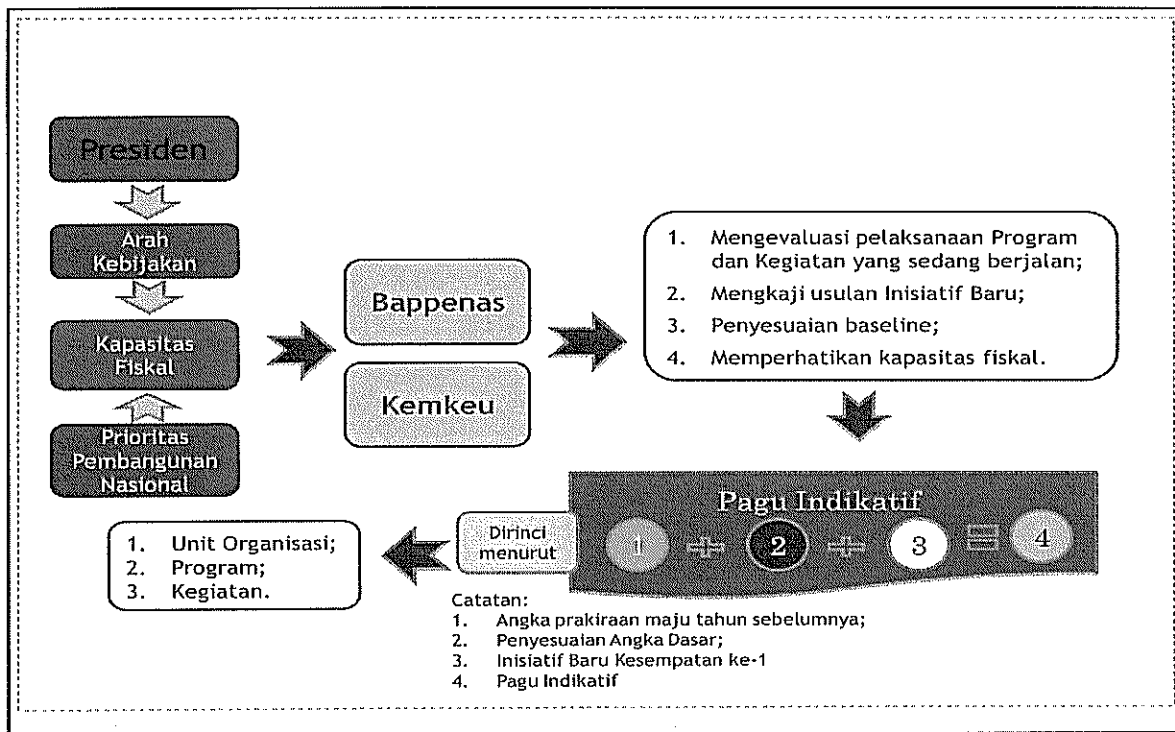 Presiden
Arah
Kebijakan
Kapasitas
Fiskal
Prioritas
Pembangunan
Nasional
Bappenas
Kemkeu
1. Mengevaluasi pelaksanaan Program
dan Kegiatan yang sedang berjalan;
2. Mengkaji usulan Inisiatif Baru;
3. Penyesuaian baseline;
4. Memperhatikan kapasitas fiskal.
Pagu Indikatif
1 + 2 + 3 = 4
Dirinci
menurut
1. Unit Organisasi;
2. Program;
3. Kegiatan.
Catatan:
1. Angka prakiraan maju tahun sebelumnya;
2. Penyesuaian Angka Dasar;
3. Inisiatif Baru Kesempatan ke-1
4. Pagu Indikatif